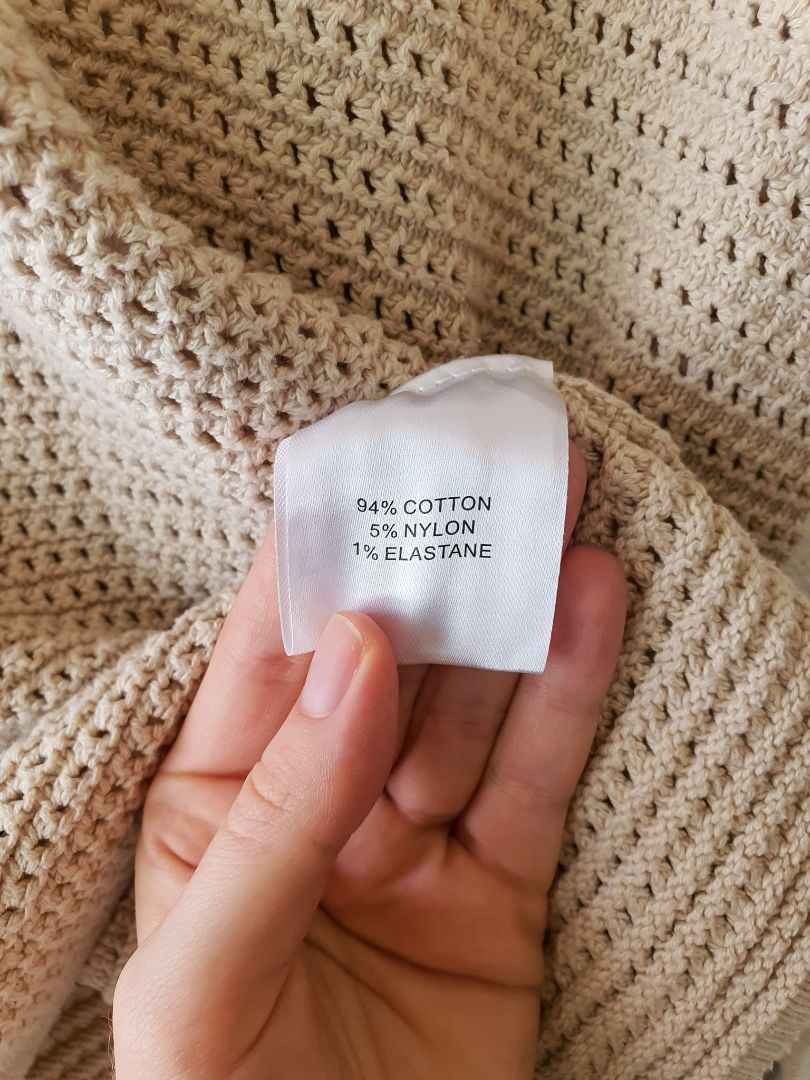 94% COTTON
5% NYLON
1% ELASTANE